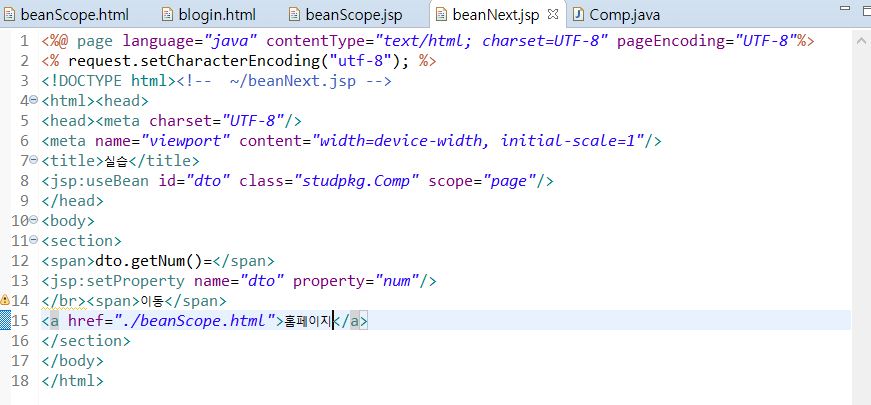 beanScope.html blogin.html beanScope.jsp beanNext.jsp Comp.java
1 <%@ page language="java" contentType="text/html; charset=UTF-8" pageEncoding="UTF-8"%>
2 <% request.setCharacterEncoding("utf-8"); %>
3 <!DOCTYPE html><!--  ~/beanNext.jsp -->
4 <html><head>
5 <head><meta charset="UTF-8"/>
6 <meta name="viewport" content="width=device-width, initial-scale=1"/>
7 <title>실습</title>
8 <jsp:useBean id="dto" class="studpkg.Comp" scope="page"/>
9 </head>
10 <body>
11 <section>
12 <span>dto.getNum()=</span>
13 <jsp:setProperty name="dto" property="num"/>
14 </br><span>이동</span>
15 <a href="./beanScope.html">홈페이지</a>
16 </section>
17 </body>
18 </html>